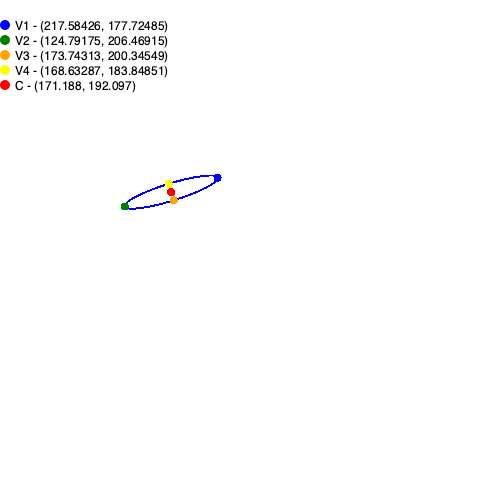 V1 - (217.58426, 177.72485)
V2 - (124.79175, 206.46915)
V3 - (173.74313, 200.34549)
V4 - (168.63287, 183.84851)
C - (171.188, 192.097)